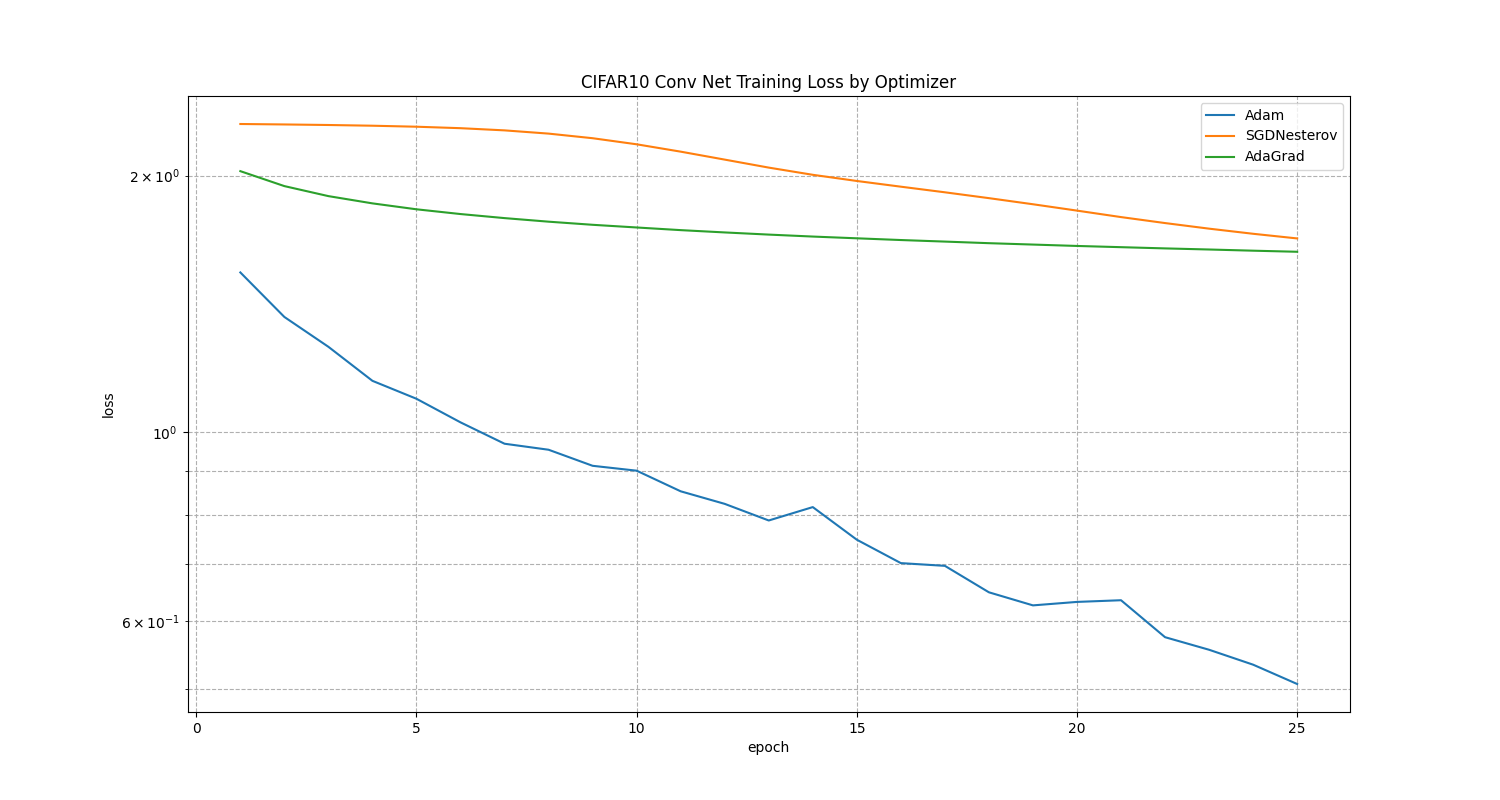 CIFAR10 Conv Net Training Loss by Optimizer
Adam
SGDNesterov
AdaGrad
2 × 10⁰
10⁰
6 × 10⁻¹
loss
0 5 10 15 20 25
epoch